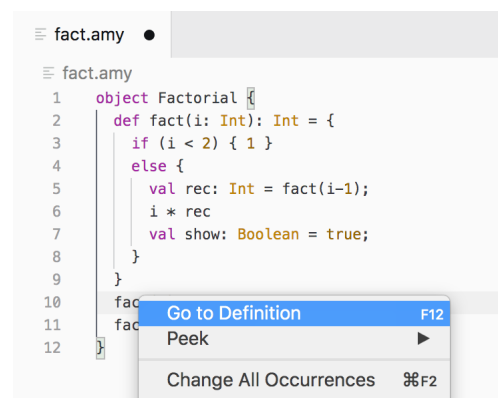 fact.amy
fact.amy
1 object Factorial {
2 def fact(i: Int): Int = {
3 if (i < 2) { 1 }
4 else {
5 val rec: Int = fact(i-1);
6 i * rec
7 val show: Boolean = true;
8 }
9 }
10 fac
11 fac
12 }
Go to Definition F12
Peek ▶
Change All Occurrences ⌘F2